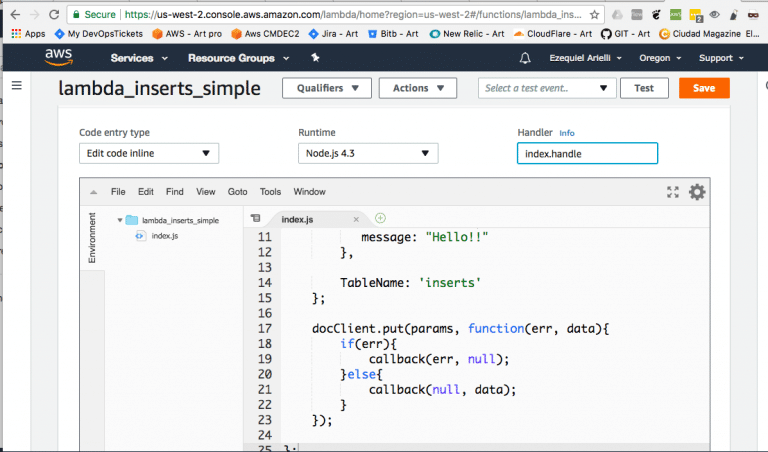 Secure https://us-west-2.console.aws.amazon.com/lambda/home?region=us-west-2#/functions/lambda_ins...
Apps My DevOpsTickets AWS - Art pro Aws CMDEC2 Jira - Art Bitb - Art New Relic - Art CloudFlare - Art GIT - Art Ciudad Magazine El...
aws Services Resource Groups Ezequiel Arielli Oregon Support
lambda_inserts_simple Qualifiers Actions Select a test event.. Test Save
Code entry type Runtime Handler Info
Edit code inline Node.js 4.3 index.handle
File Edit Find View Goto Tools Window
Environment
lambda_inserts_simple
index.js
index.js
11 message: "Hello!!"
12 },
13
14 TableName: 'inserts'
15 };
16
17 docClient.put(params, function(err, data){
18 if(err){
19 callback(err, null);
20 }else{
21 callback(null, data);
22 }
23 });
24
25 };